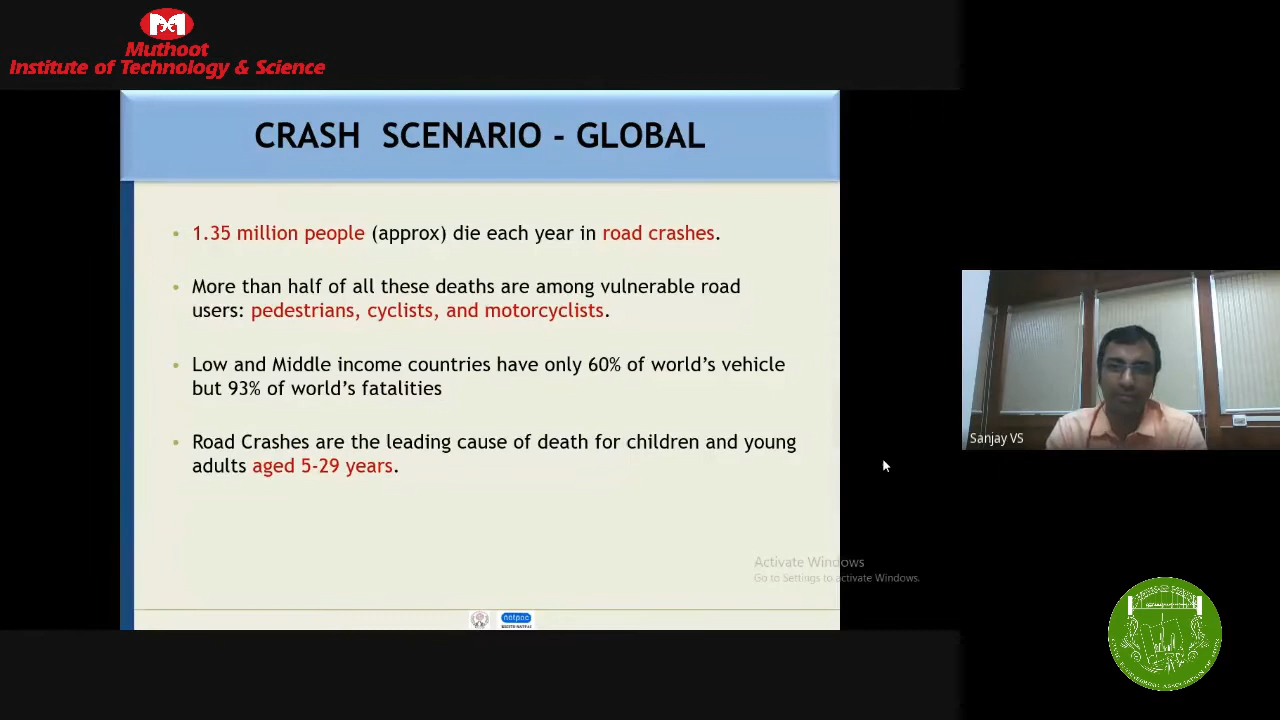 Muthoot
Institute of Technology & Science
CRASH SCENARIO - GLOBAL
• 1.35 million people (approx) die each year in road crashes.
• More than half of all these deaths are among vulnerable road
users: pedestrians, cyclists, and motorcyclists.
• Low and Middle income countries have only 60% of world's vehicle
but 93% of world's fatalities
• Road Crashes are the leading cause of death for children and young
adults aged 5-29 years.
Sanjay VS
Activate Windows
Go to Settings to activate Windows.
natpac